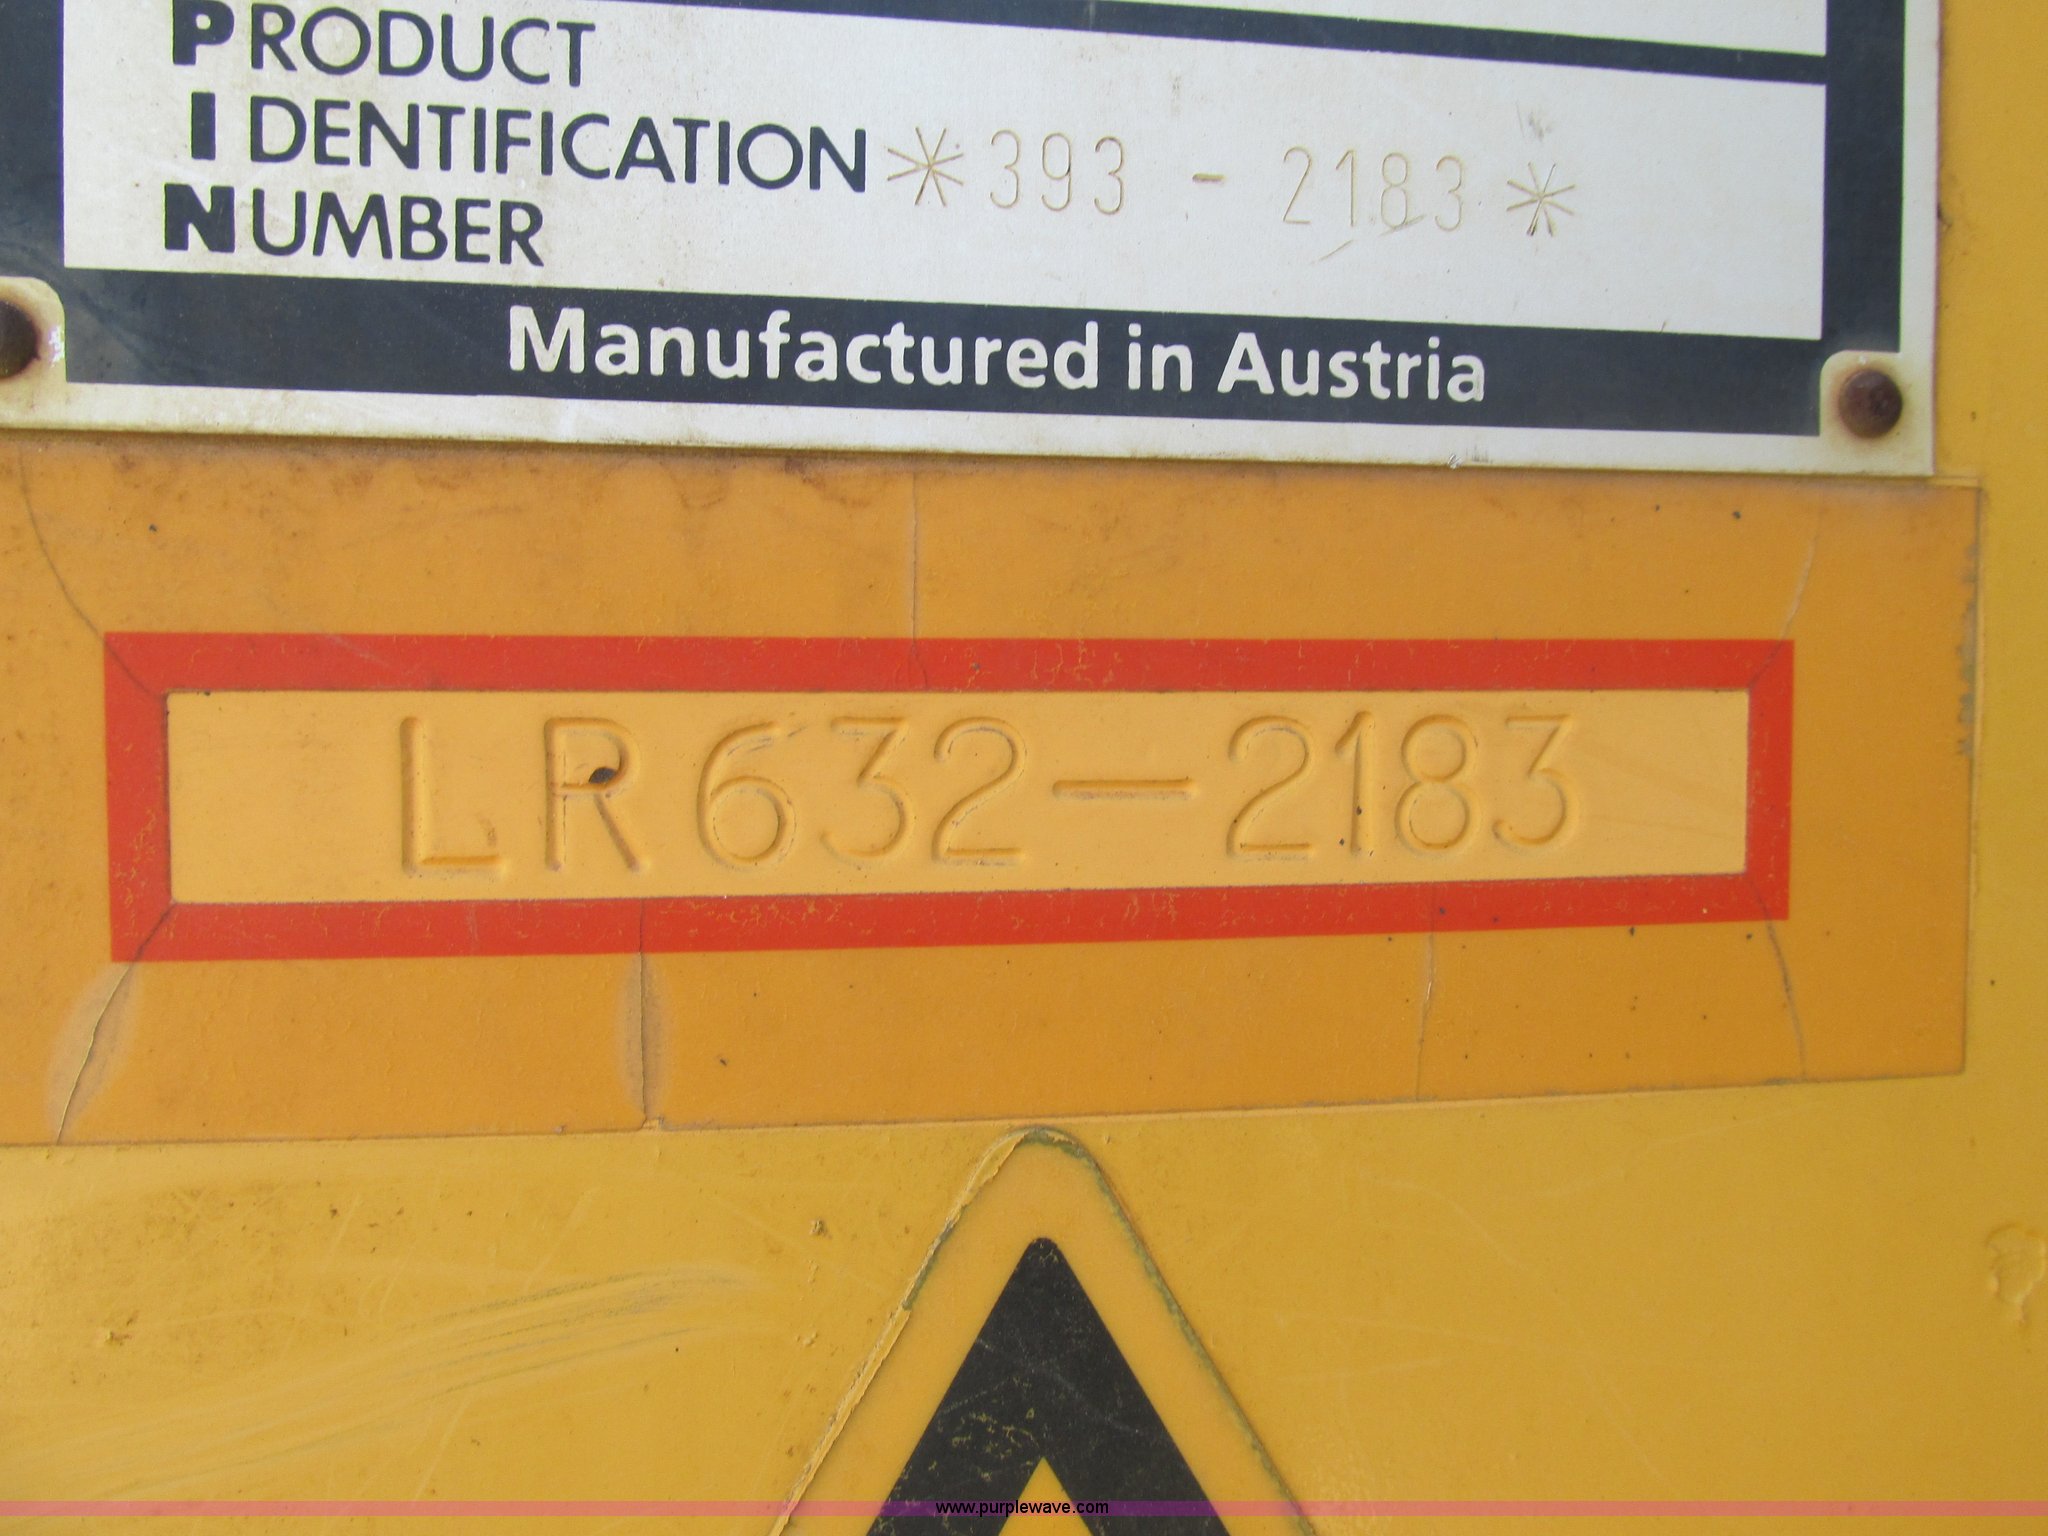 PRODUCT
IDENTIFICATION *393 - 2183*
NUMBER
Manufactured in Austria
LR632-2183
www.purplewave.com